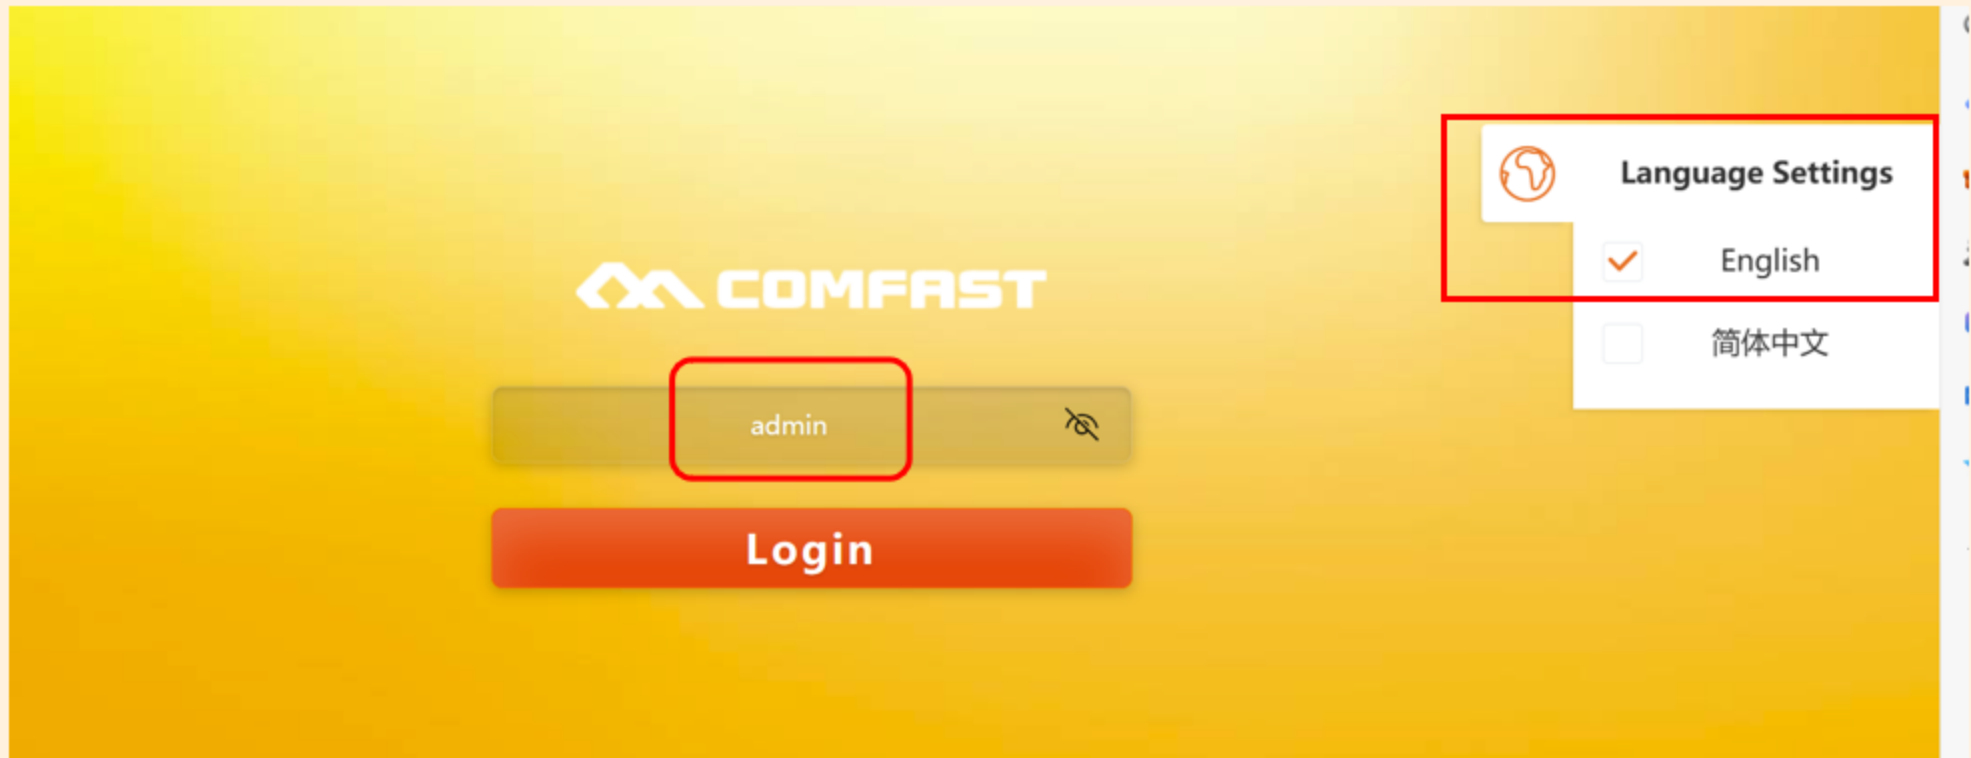 Language Settings
English
简体中文
COMFAST
admin
Login